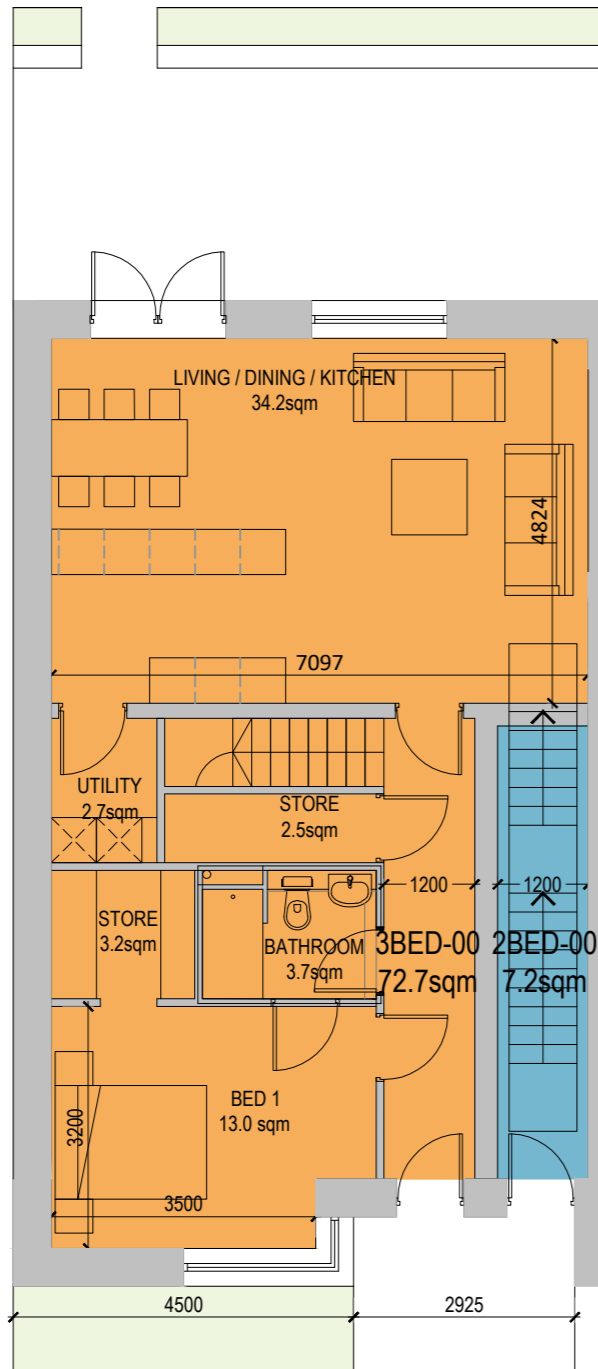 LIVING / DINING / KITCHEN
34.2sqm
4824
7097
UTILITY
2.7sqm
STORE
2.5sqm
STORE
3.2sqm
1200
1200
BATHROOM
3.7sqm
3BED-00
72.7sqm
2BED-00
7.2sqm
BED 1
13.0 sqm
3200
3500
4500
2925